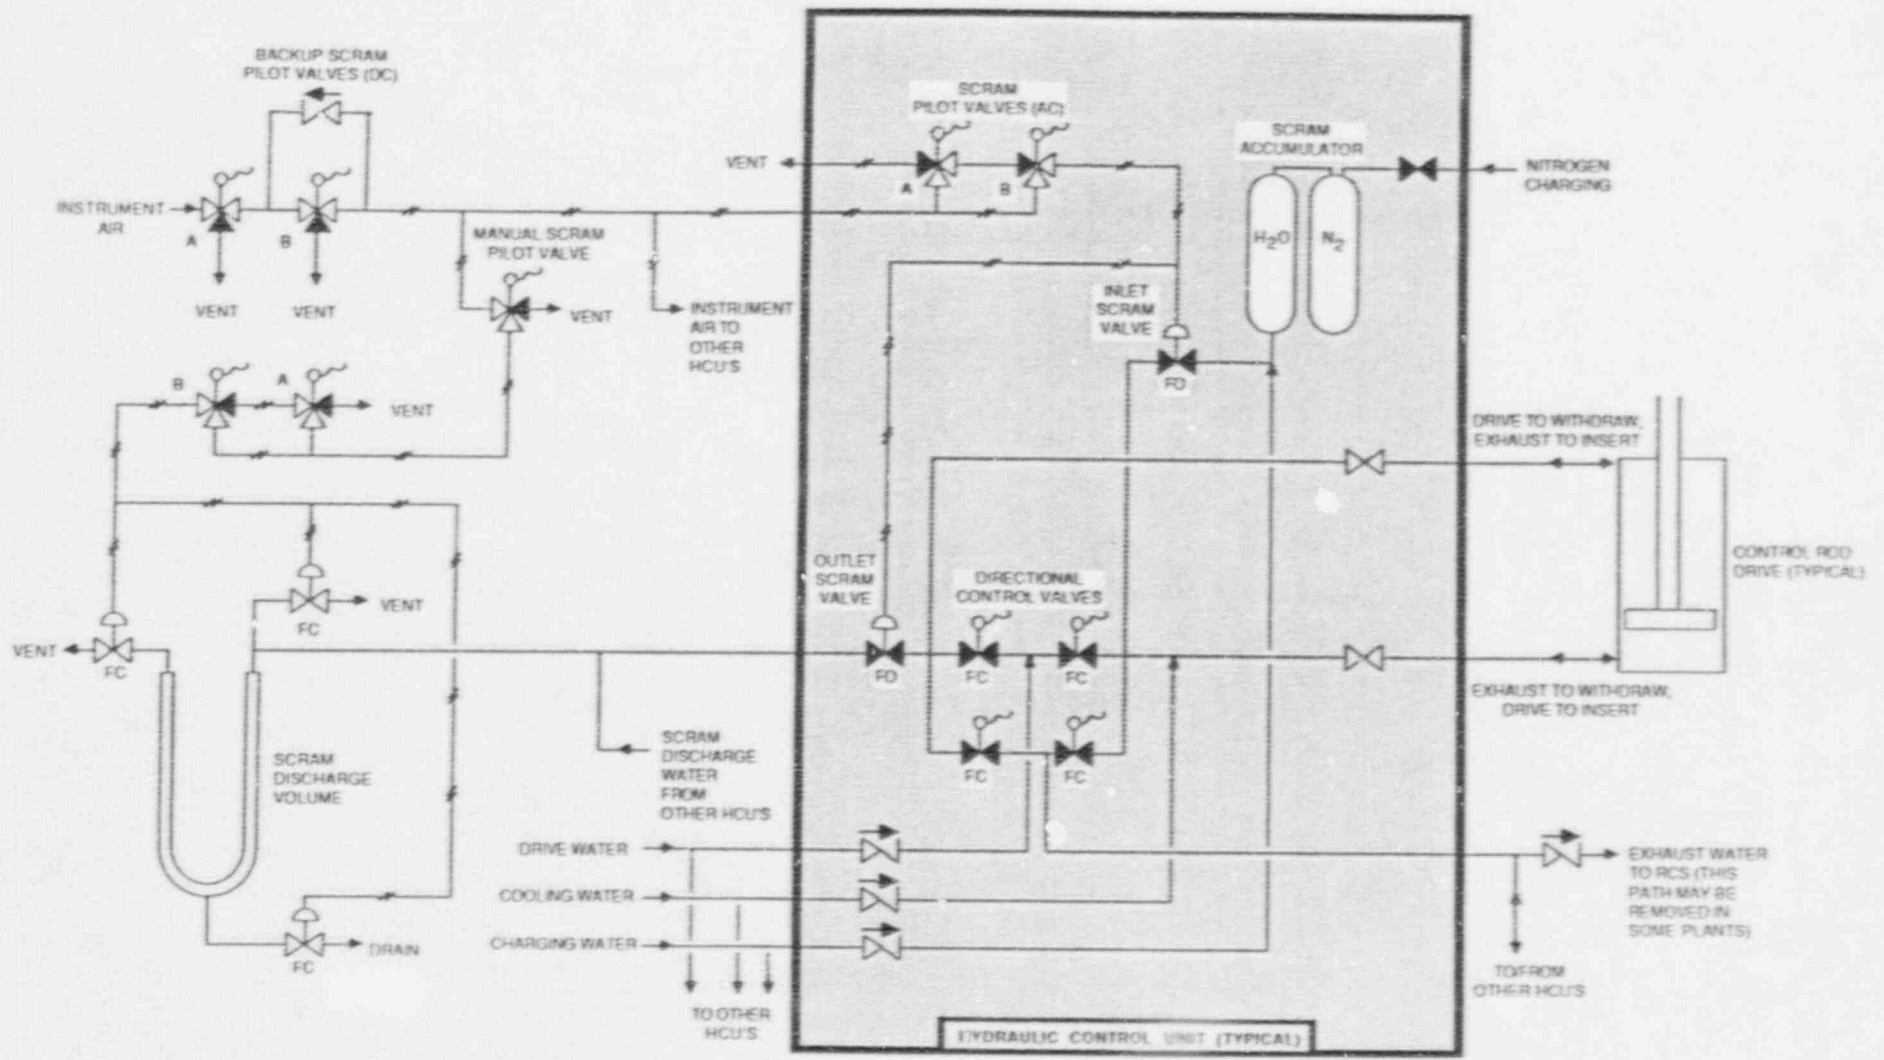 BACKUP SCRAM
PILOT VALVES (DC)
INSTRUMENT
AIR
A
B
VENT
VENT
MANUAL SCRAM
PILOT VALVE
VENT
INSTRUMENT
AIR TO
OTHER
HCU'S
B
A
VENT
VENT
FC
VENT
FC
SCRAM
DISCHARGE
VOLUME
DRAIN
FC
SCRAM
DISCHARGE
WATER
FROM
OTHER HCU'S
DRIVE WATER
COOLING WATER
CHARGING WATER
TO OTHER
HCU'S
VENT
SCRAM
PILOT VALVES (AC)
A
B
SCRAM
ACCUMULATOR
H2O
N2
NITROGEN
CHARGING
INLET
SCRAM
VALVE
FO
OUTLET
SCRAM
VALVE
FO
DIRECTIONAL
CONTROL VALVES
FC
FC
FC
FC
DRIVE TO WITHDRAW,
EXHAUST TO INSERT
CONTROL ROD
DRIVE (TYPICAL)
EXHAUST TO WITHDRAW,
DRIVE TO INSERT
EXHAUST WATER
TO RCS (THIS
PATH MAY BE
REMOVED IN
SOME PLANTS)
TO/FROM
OTHER HCU'S
HYDRAULIC CONTROL UNIT (TYPICAL)